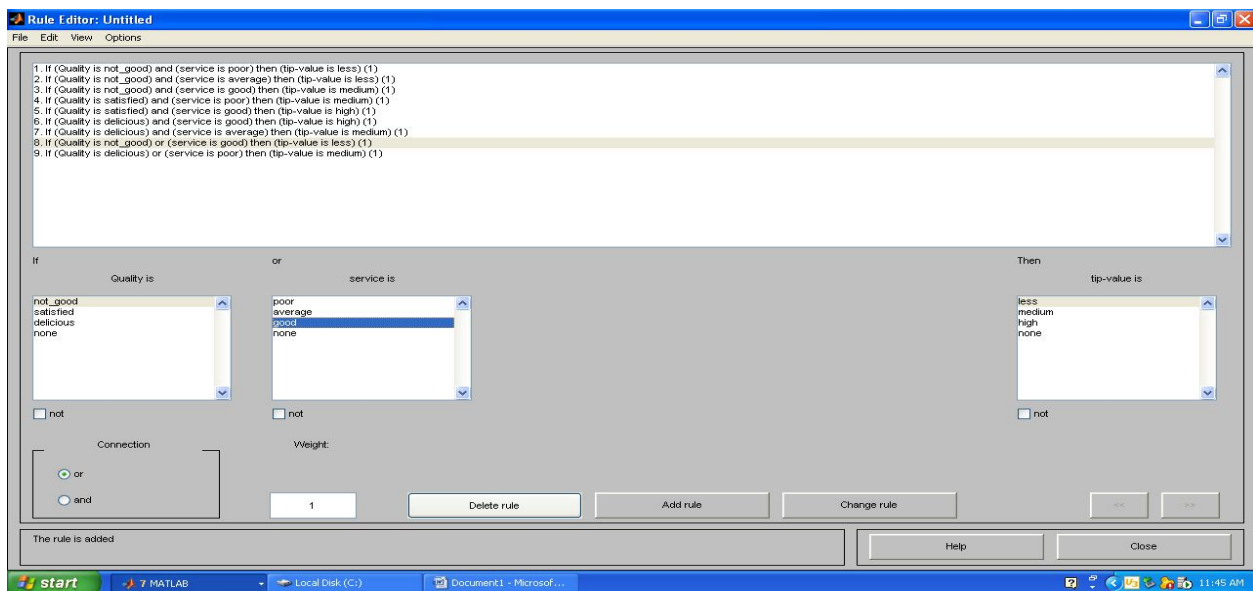 Rule Editor: Untitled
File Edit View Options
1. If (Quality is not_good) and (service is poor) then (tip-value is less) (1)
2. If (Quality is not_good) and (service is average) then (tip-value is less) (1)
3. If (Quality is not_good) and (service is good) then (tip-value is medium) (1)
4. If (Quality is satisfied) and (service is poor) then (tip-value is medium) (1)
5. If (Quality is satisfied) and (service is good) then (tip-value is high) (1)
6. If (Quality is delicious) and (service is good) then (tip-value is high) (1)
7. If (Quality is delicious) and (service is average) then (tip-value is medium) (1)
8. If (Quality is not_good) or (service is good) then (tip-value is less) (1)
9. If (Quality is delicious) or (service is poor) then (tip-value is medium) (1)
If or Then
Quality is service is tip-value is
not_good poor less
satisfied average medium
delicious good high
none none none
not not not
Connection Weight:
or
and 1 Delete rule Add rule Change rule << >>
The rule is added Help Close
start 7 MATLAB Local Disk (C:) Document1 - Microsof... U3 11:45 AM